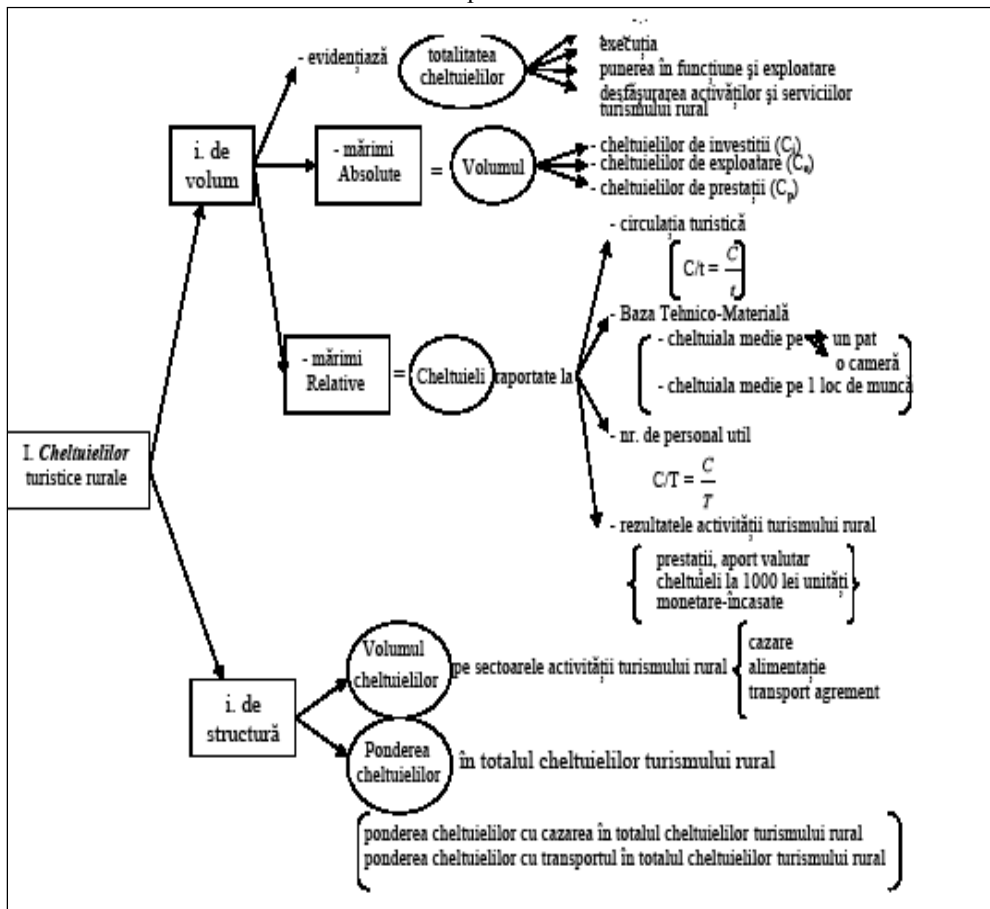 - evidențiază
totalitatea
cheltuielilor
execuția
punerea în funcțiune și exploatare
desfășurarea activăților și serviciilor
turismului rural
i. de
volum
- mărimi
Absolute
=
Volumul
- cheltuielilor de investitii (Ci)
- cheltuielilor de exploatare (Ce)
- cheltuielilor de prestații (Cp)
- circulația turistică
C/t = C
t
- Baza Tehnico-Materială
- cheltuiala medie pe un pat
o cameră
- cheltuiala medie pe 1 loc de muncă
- mărimi
Relative
=
Cheltuieli
raportate la
- nr. de personal util
C/T = C
T
- rezultatele activității turismului rural
prestații, aport valutar
cheltuieli la 1000 lei unități
monetare-încasate
I. Cheltuielilor
turistice rurale
i. de
structură
Volumul
cheltuielilor
pe sectoarele activității turismului rural
cazare
alimentație
transport agrement
Ponderea
cheltuielilor
în totalul cheltuielilor turismului rural
ponderea cheltuielilor cu cazarea în totalul cheltuielilor turismului rural
ponderea cheltuielilor cu transportul în totalul cheltuielilor turismului rural